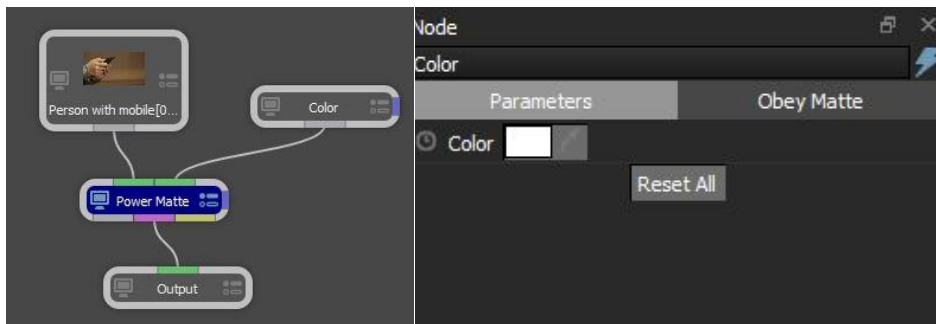 Person with mobile[0...
Color
Power Matte
Output
Node
Color
Parameters
Obey Matte
Color
Reset All